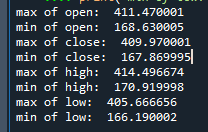 max of open:  411.470001
min of open:  168.630005
max of close:  409.970001
min of close:  167.869995
max of high:  414.496674
min of high:  170.919998
max of low:  405.666656
min of low:  166.190002